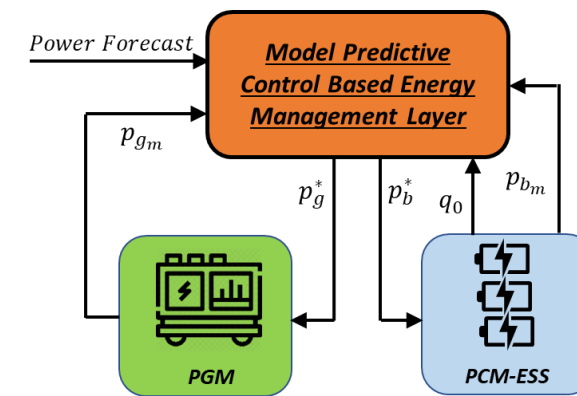 Power Forecast
Model Predictive
Control Based Energy
Management Layer
p_{g_m}
p_g^*
p_b^*
q_0
p_{b_m}
PGM
PCM-ESS